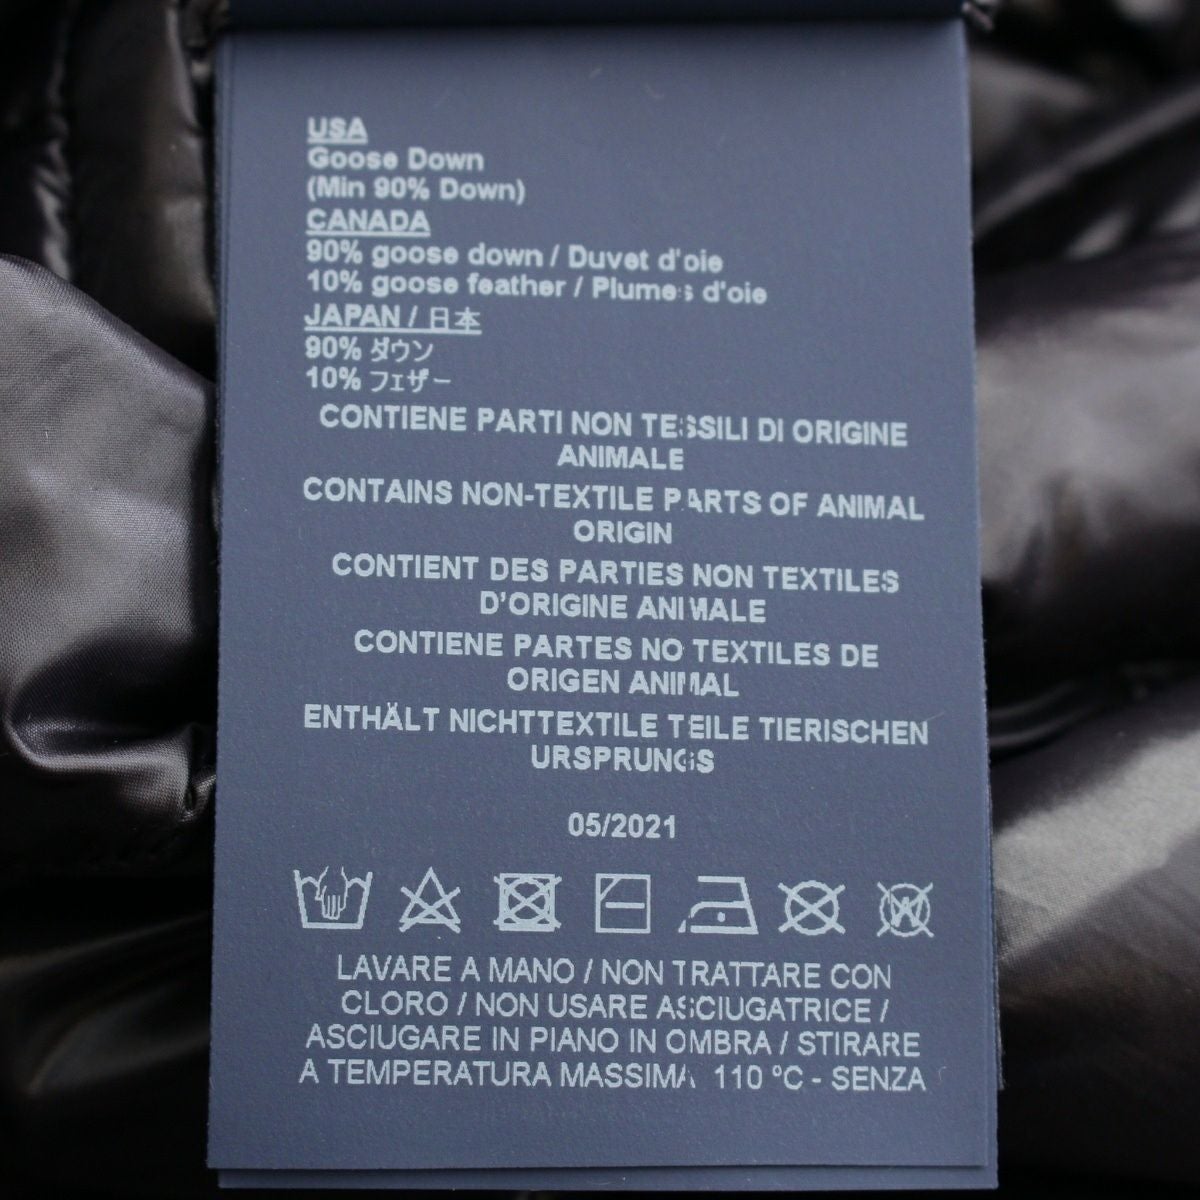 USA
Goose Down
(Min 90% Down)
CANADA
90% goose down / Duvet d'oie
10% goose feather / Plumes d'oie
JAPAN / 日本
90% ダウン
10% フェザー
CONTIENE PARTI NON TESSILI DI ORIGINE
ANIMALE
CONTAINS NON-TEXTILE PARTS OF ANIMAL
ORIGIN
CONTIENT DES PARTIES NON TEXTILES
D'ORIGINE ANIMALE
CONTIENE PARTES NO TEXTILES DE
ORIGEN ANIMAL
ENTHÄLT NICHTTEXTILE TEILE TIERISCHEN
URSPRUNGS
05/2021
W
LAVARE A MANO / NON TRATTARE CON
CLORO / NON USARE ASCIUGATRICE /
ASCIUGARE IN PIANO IN OMBRA / STIRARE
A TEMPERATURA MASSIMA 110 °C - SENZA